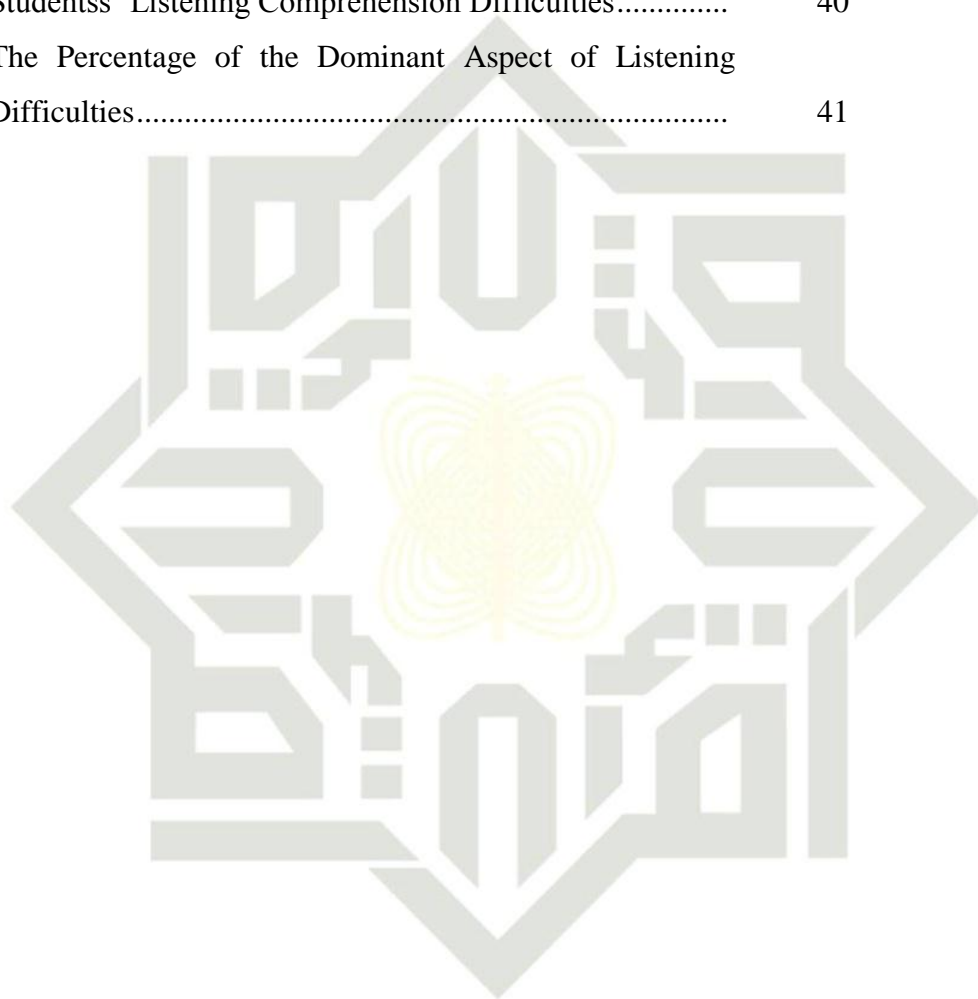 Studentss' Listening Comprehension Difficulties.............. 40
The Percentage of the Dominant Aspect of Listening
Difficulties......................................................................... 41